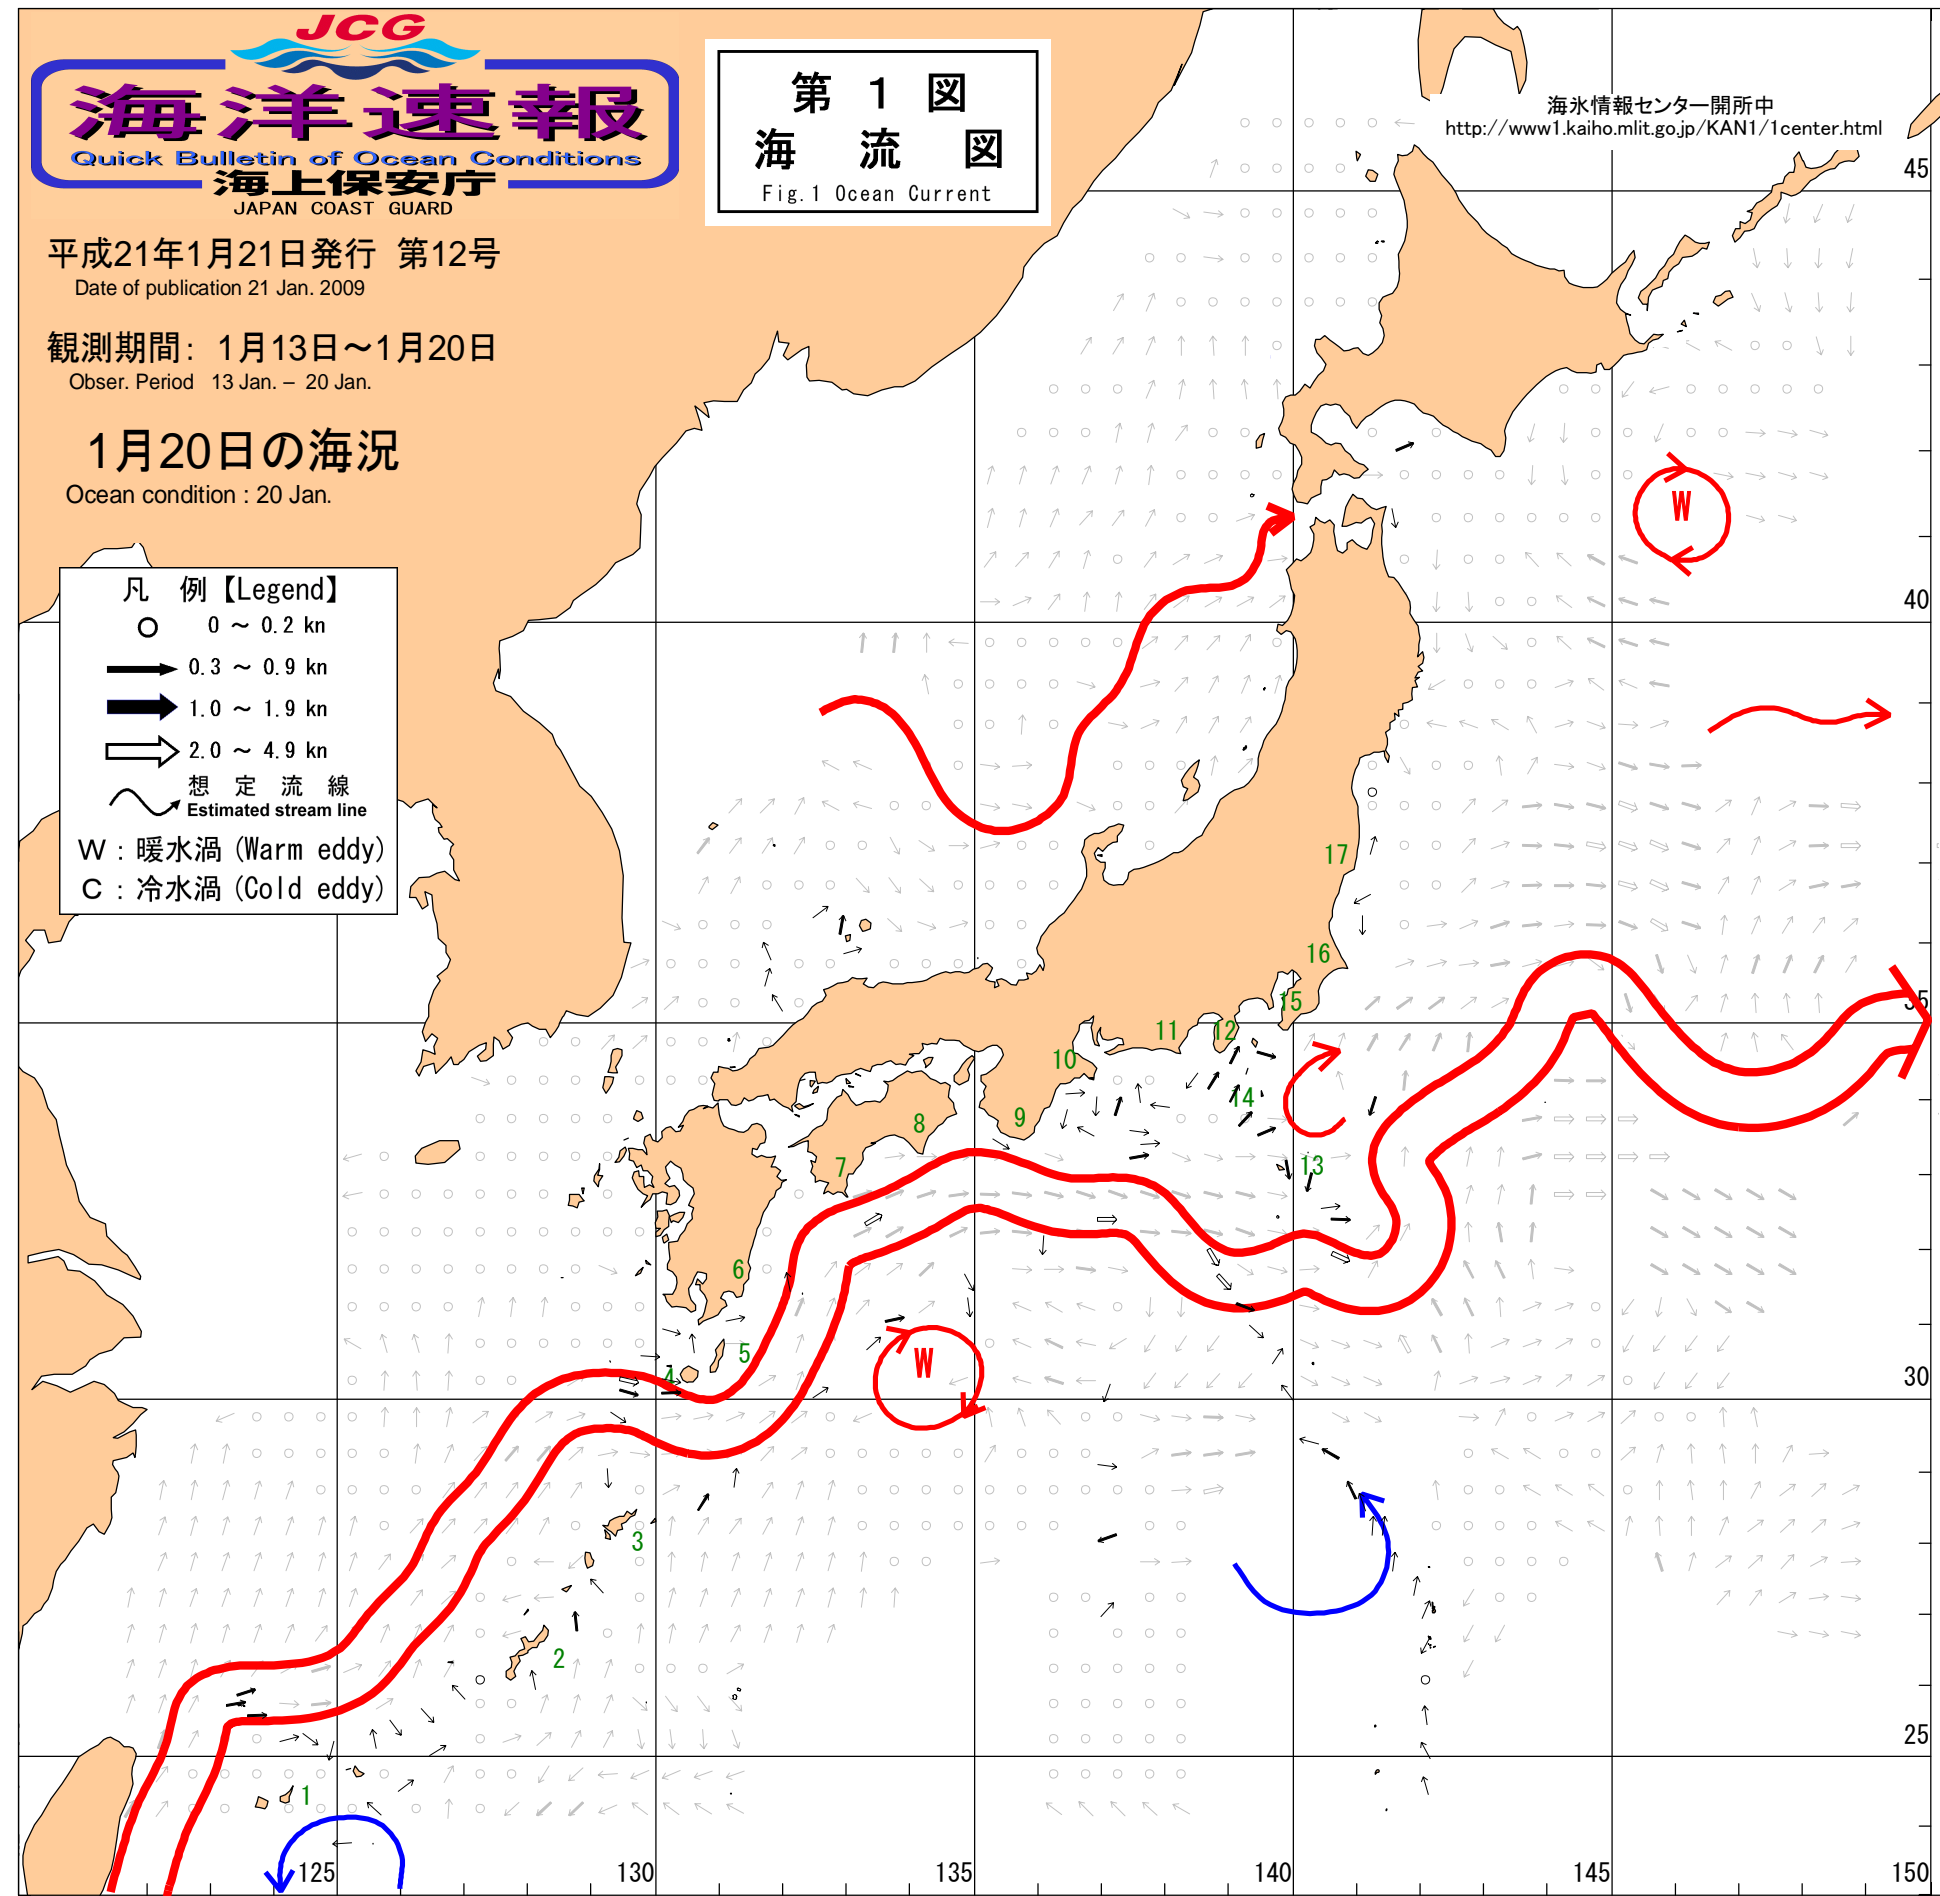 JCG
海洋速報
Quick Bulletin of Ocean Conditions
海上保安庁
JAPAN COAST GUARD
第 1 図
海 流 図
Fig.1 Ocean Current
海氷情報センター開所中
http://www1.kaiho.mlit.go.jp/KAN1/1center.html
平成21年1月21日発行 第12号
Date of publication 21 Jan. 2009
観測期間: 1月13日～1月20日
Obser. Period 13 Jan. – 20 Jan.
1月20日の海況
Ocean condition : 20 Jan.
凡 例【Legend】
0 ～ 0.2 kn
0.3 ～ 0.9 kn
1.0 ～ 1.9 kn
2.0 ～ 4.9 kn
想 定 流 線
Estimated stream line
W : 暖水渦 (Warm eddy)
C : 冷水渦 (Cold eddy)
45
W
40
17
16
15
35
12
11
10
14
9
8
13
7
6
5
W
4
30
3
2
25
1
125
130
135
140
145
150